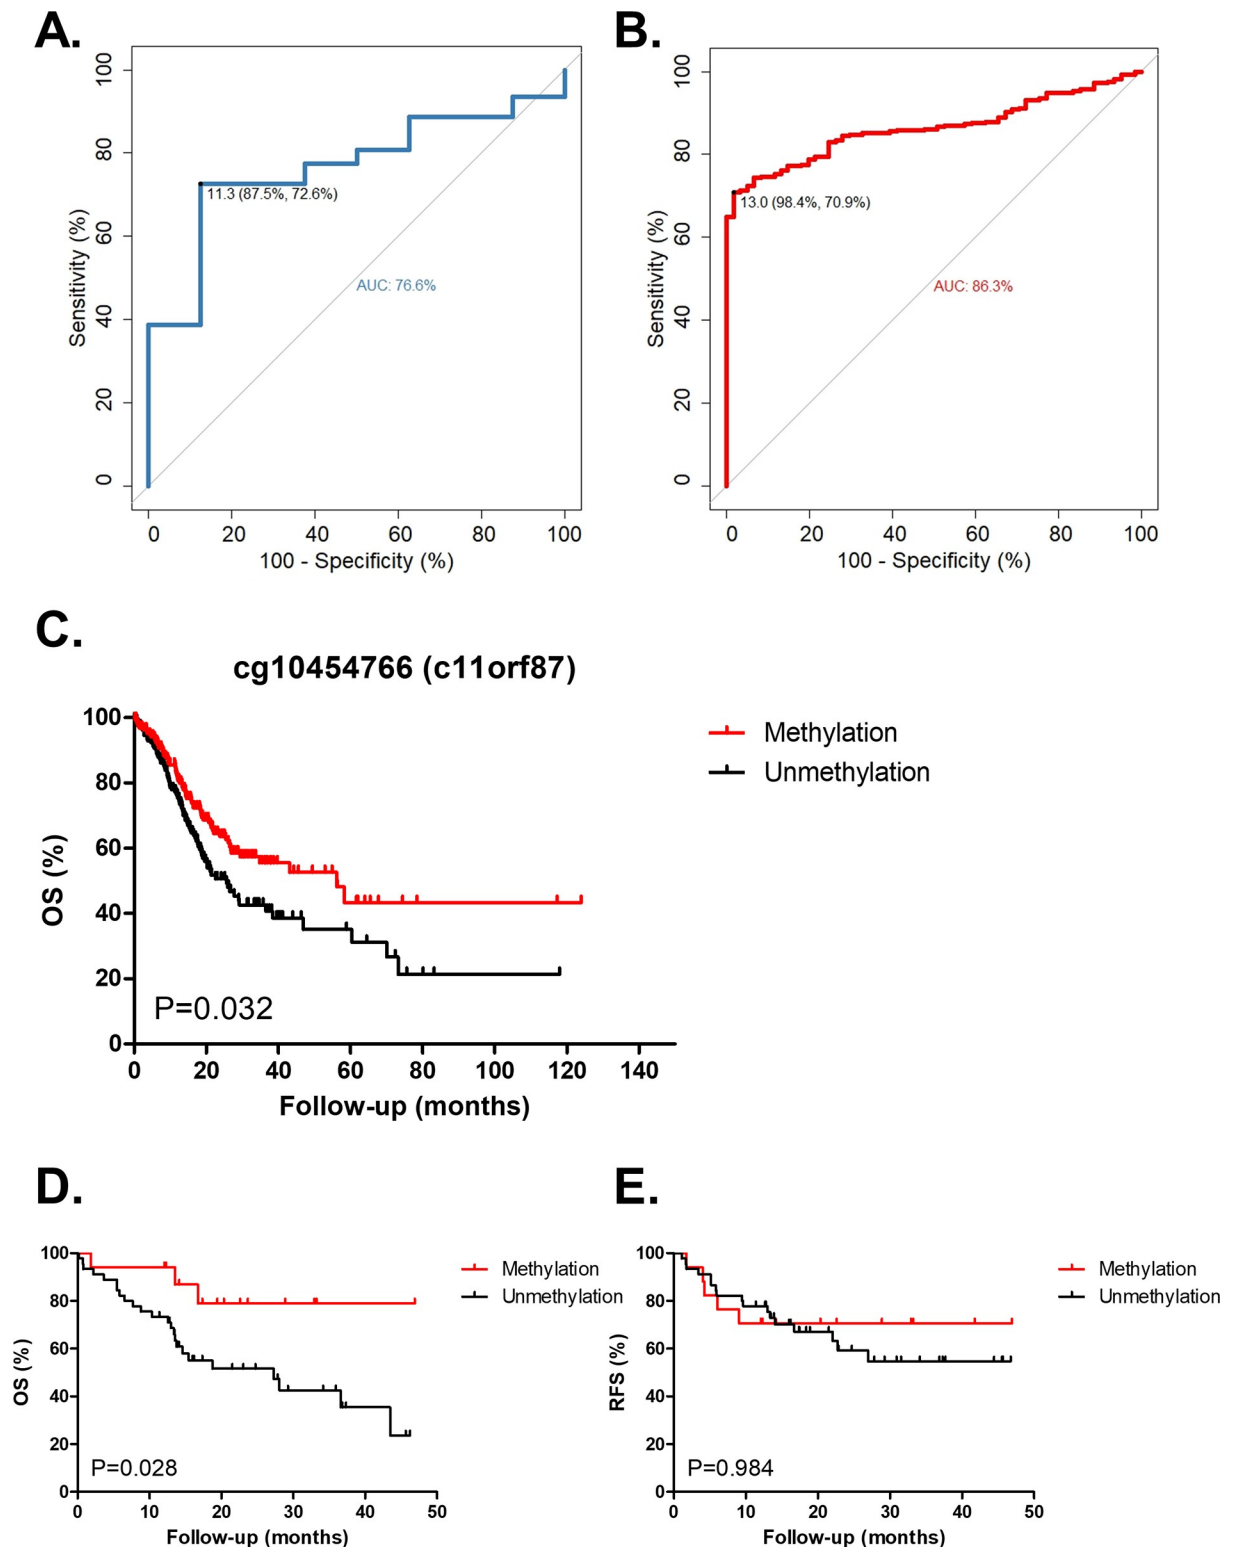 A.
B.
100
80
60
40
20
0
Sensitivity (%)
11.3 (87.5%, 72.6%)
AUC: 76.6%
0 20 40 60 80 100
100 - Specificity (%)
100
80
60
40
20
0
Sensitivity (%)
13.0 (98.4%, 70.9%)
AUC: 86.3%
0 20 40 60 80 100
100 - Specificity (%)
C.
cg10454766 (c11orf87)
100
80
60
40
20
0
OS (%)
P=0.032
0 20 40 60 80 100 120 140
Follow-up (months)
Methylation
Unmethylation
D.
100
80
60
40
20
0
OS (%)
P=0.028
0 10 20 30 40 50
Follow-up (months)
Methylation
Unmethylation
E.
100
80
60
40
20
0
RFS (%)
P=0.984
0 10 20 30 40 50
Follow-up (months)
Methylation
Unmethylation